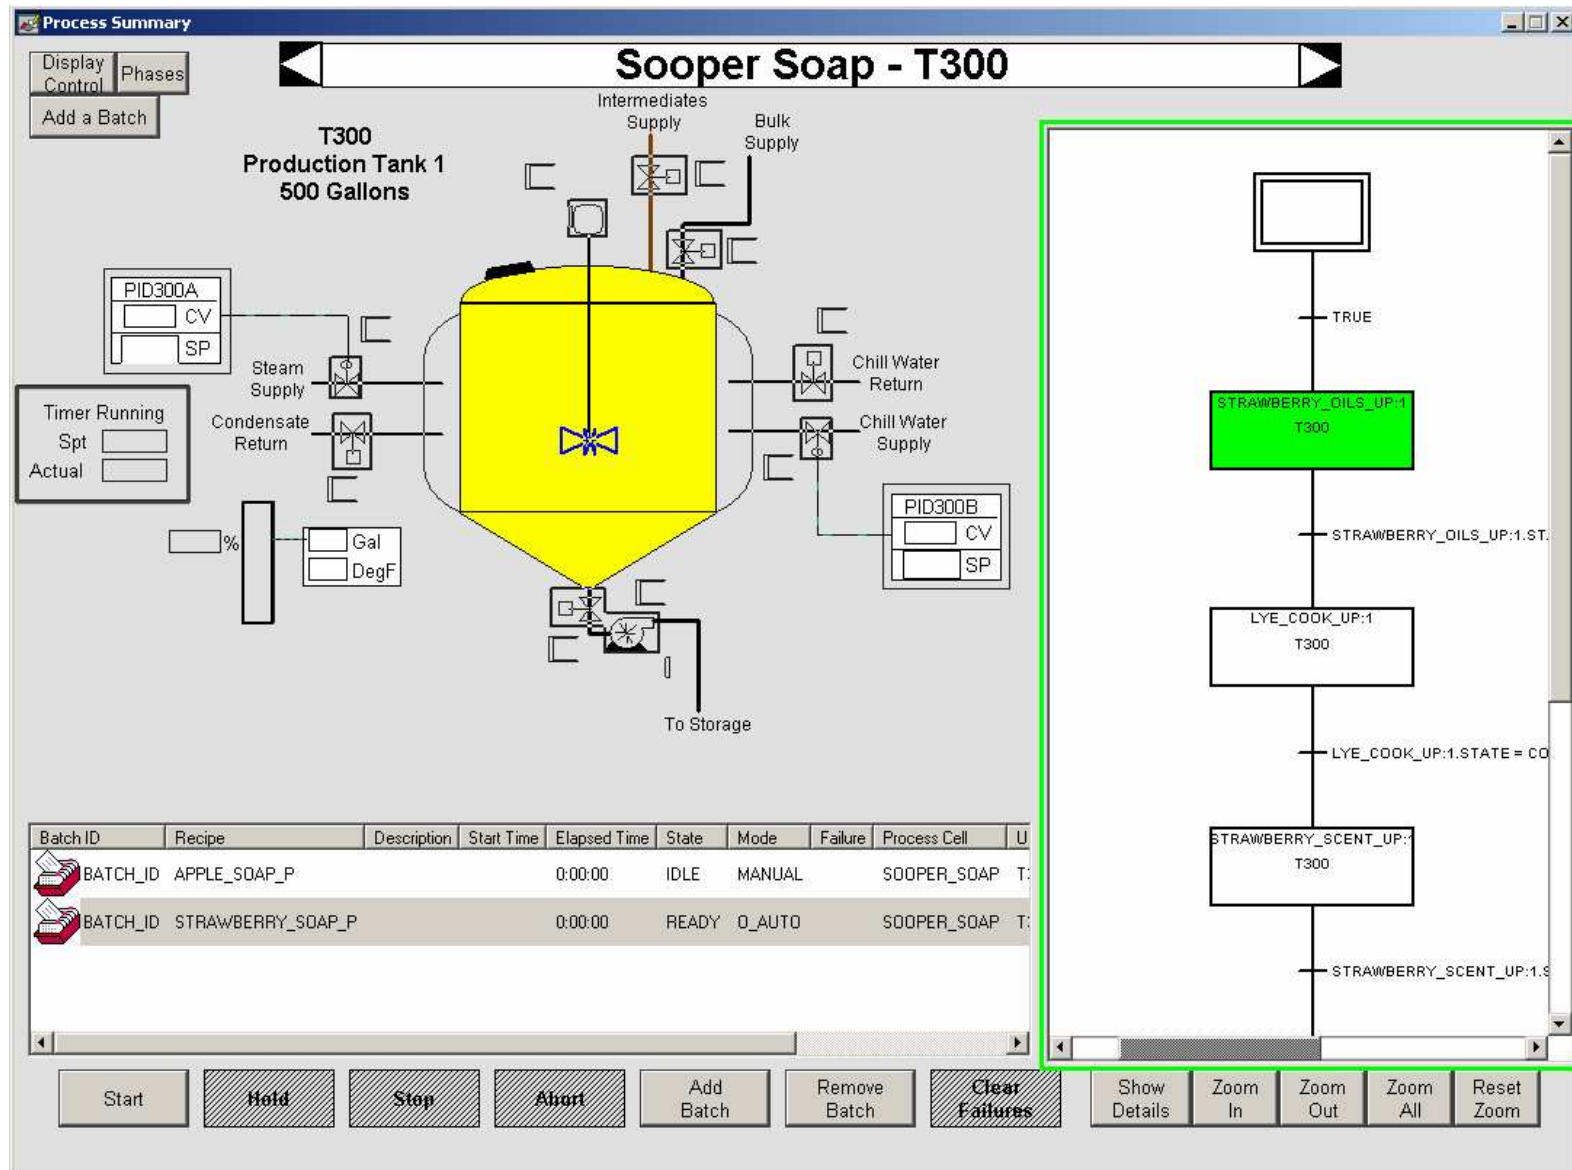 Process Summary
Display
Control
Phases
Add a Batch
Sooper Soap - T300
T300
Production Tank 1
500 Gallons
Intermediates
Supply
Bulk
Supply
PID300A
CV
SP
Steam
Supply
Condensate
Return
Timer Running
Spt
Actual
%
Gal
DegF
Chill Water
Return
Chill Water
Supply
PID300B
CV
SP
To Storage
TRUE
STRAWBERRY_OILS_UP:1
T300
STRAWBERRY_OILS_UP:1.ST.
LYE_COOK_UP:1
T300
LYE_COOK_UP:1.STATE = CO
STRAWBERRY_SCENT_UP:1
T300
STRAWBERRY_SCENT_UP:1.S
Batch ID Recipe Description Start Time Elapsed Time State Mode Failure Process Cell U
BATCH_ID APPLE_SOAP_P 0:00:00 IDLE MANUAL SOOPER_SOAP T:
BATCH_ID STRAWBERRY_SOAP_P 0:00:00 READY O_AUTO SOOPER_SOAP T:
Start
Hold
Stop
Abort
Add
Batch
Remove
Batch
Clear
Failures
Show
Details
Zoom
In
Zoom
Out
Zoom
All
Reset
Zoom